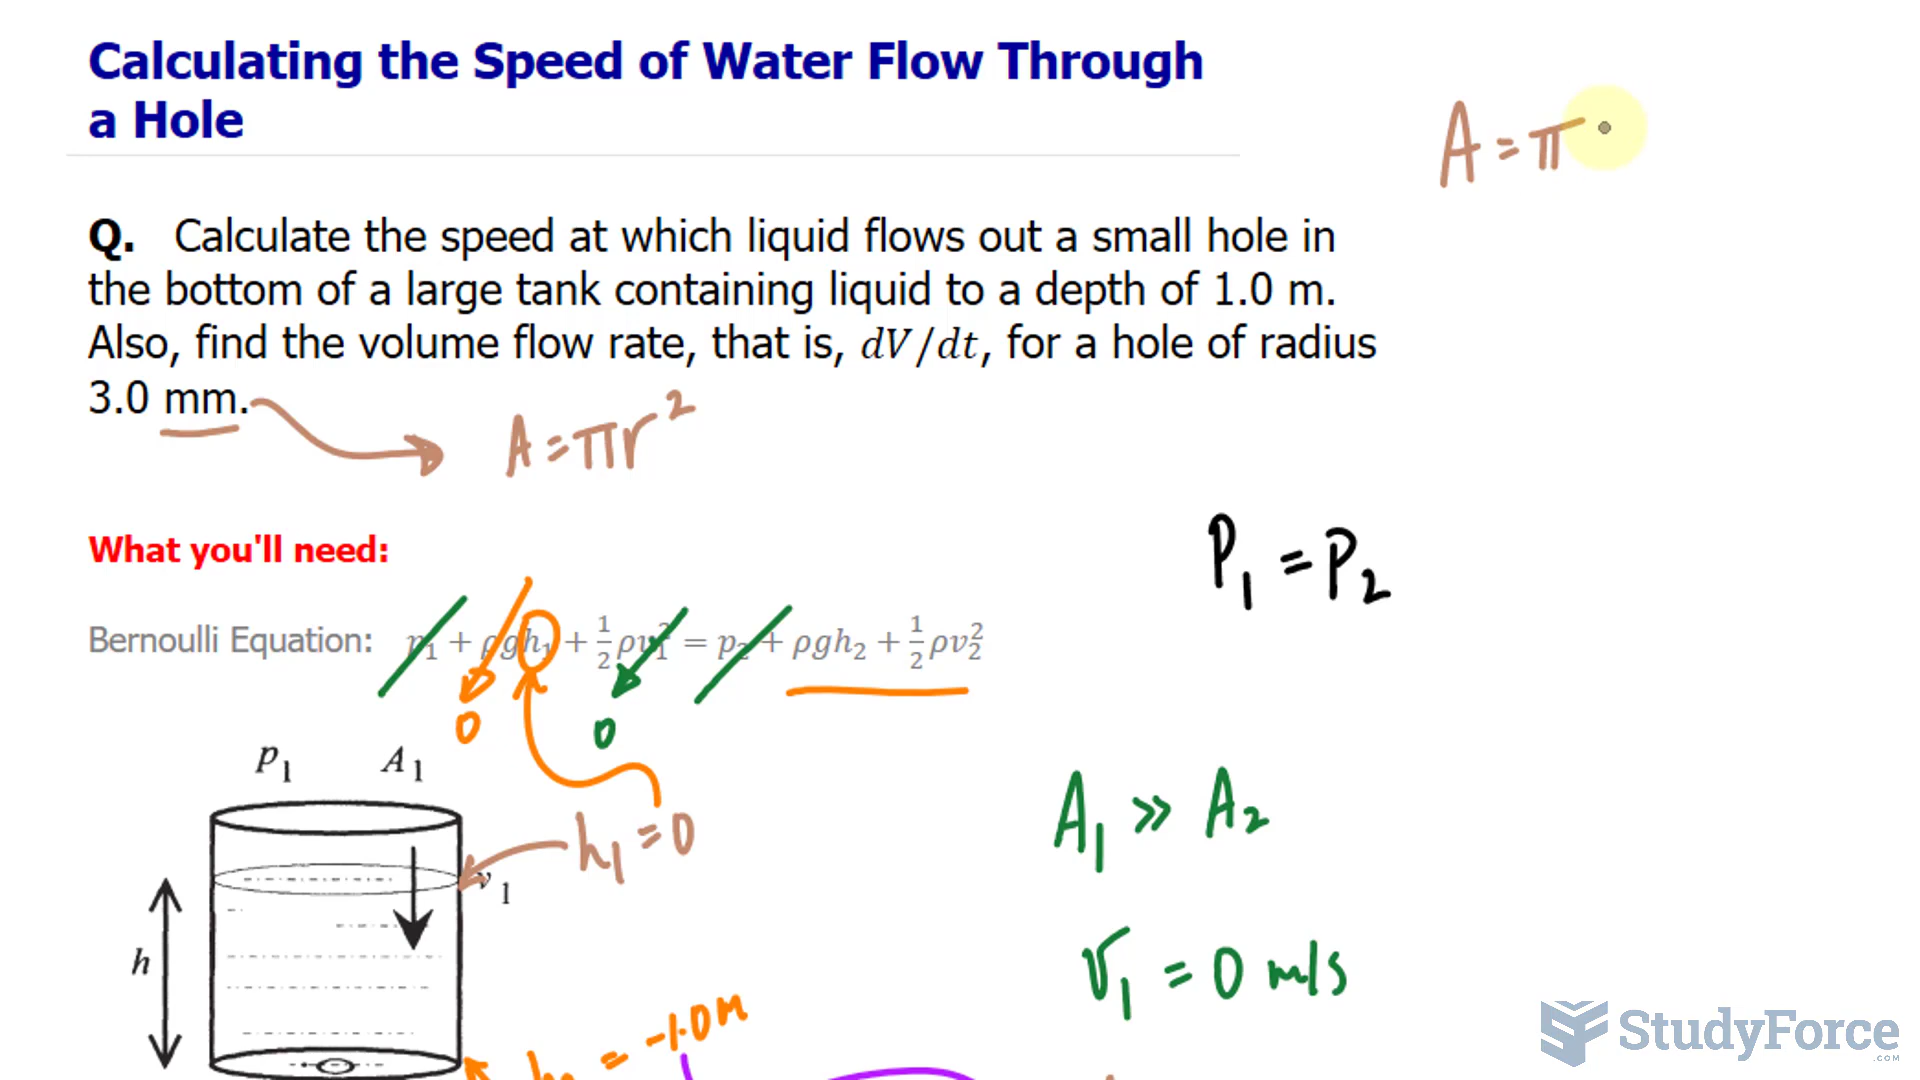 Calculating the Speed of Water Flow Through
a Hole
A = π
Q. Calculate the speed at which liquid flows out a small hole in
the bottom of a large tank containing liquid to a depth of 1.0 m.
Also, find the volume flow rate, that is, dV/dt, for a hole of radius
3.0 mm.
A = πr²
What you'll need:
P₁ = P₂
Bernoulli Equation: p₁ + ρgh₁ + ½ρv₁² = p₂ + ρgh₂ + ½ρv₂²
0
0
p₁ A₁
A₁ >> A₂
h₁ = 0
v₁
h
v₁ = 0 m/s
= -1.0m
StudyForce
.COM